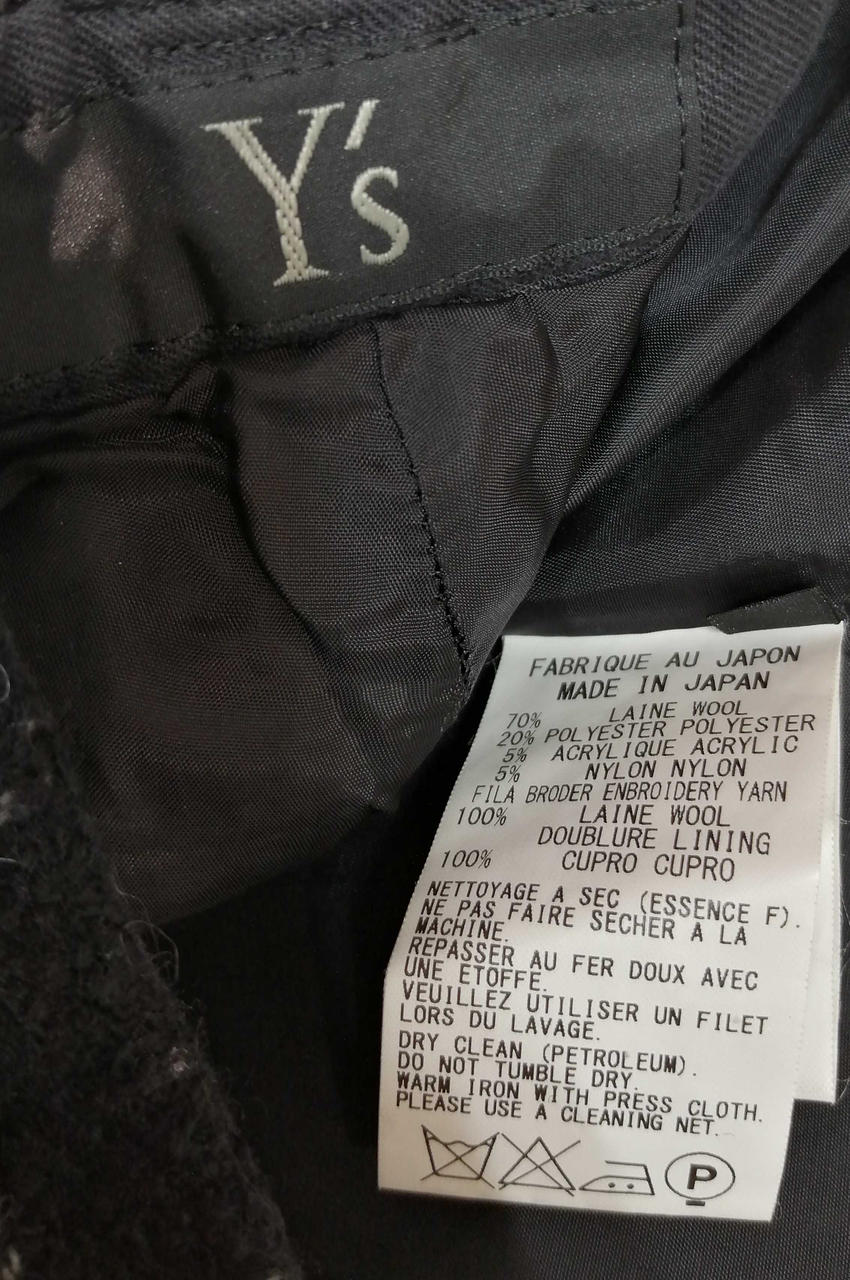 Y's
FABRIQUE AU JAPON
MADE IN JAPAN
70% LAINE WOOL
20% POLYESTER POLYESTER
5% ACRYLIQUE ACRYLIC
5% NYLON NYLON
FILA BRODER ENBROIDERY YARN
100% LAINE WOOL
DOUBLURE LINING
100% CUPRO CUPRO
NETTOYAGE A SEC (ESSENCE F).
NE PAS FAIRE SECHER A LA
MACHINE.
REPASSER AU FER DOUX AVEC
UNE ETOFFE.
VEUILLEZ UTILISER UN FILET
LORS DU LAVAGE.
DRY CLEAN (PETROLEUM).
DO NOT TUMBLE DRY.
WARM IRON WITH PRESS CLOTH.
PLEASE USE A CLEANING NET.
P